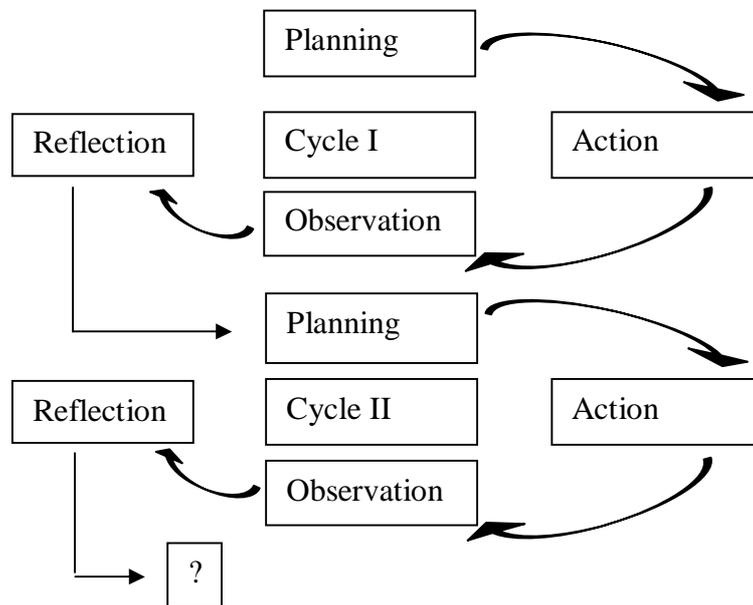 Planning
Reflection
Cycle I
Action
Observation
Planning
Reflection
Cycle II
Action
Observation
?